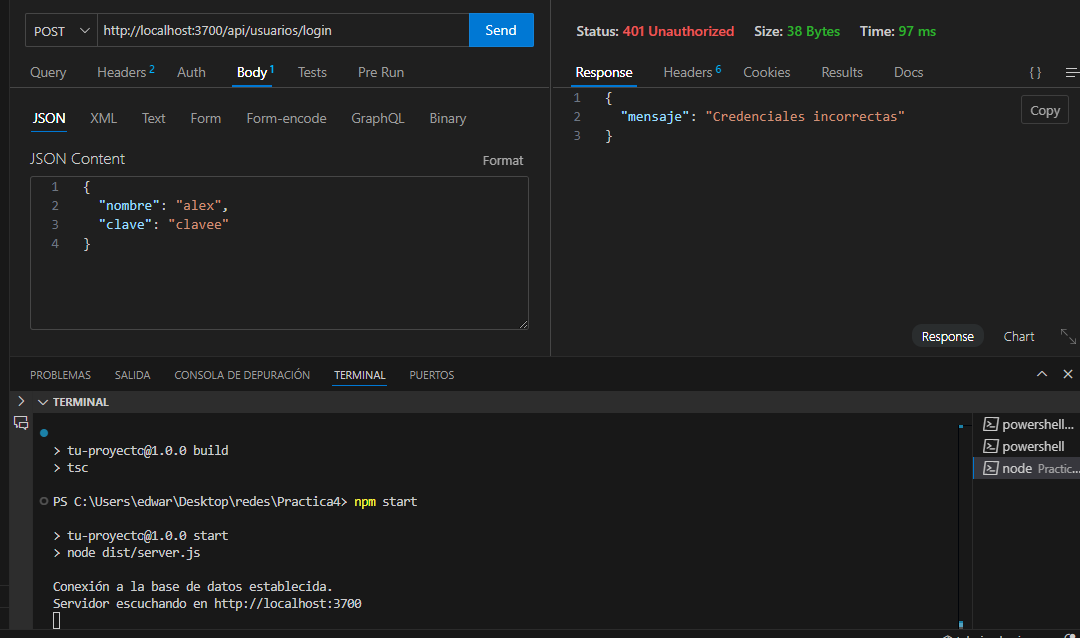 POST http://localhost:3700/api/usuarios/login Send
Query Headers 2 Auth Body 1 Tests Pre Run
JSON XML Text Form Form-encode GraphQL Binary
JSON Content Format
1 {
2 "nombre": "alex",
3 "clave": "clavee"
4 }
Status: 401 Unauthorized Size: 38 Bytes Time: 97 ms
Response Headers 6 Cookies Results Docs { }
1 {
2 "mensaje": "Credenciales incorrectas"
3 }
Copy
Response Chart
PROBLEMAS SALIDA CONSOLA DE DEPURACIÓN TERMINAL PUERTOS
TERMINAL
> tu-proyecto@1.0.0 build
> tsc
PS C:\Users\edwar\Desktop\redes\Practica4> npm start
> tu-proyecto@1.0.0 start
> node dist/server.js
Conexión a la base de datos establecida.
Servidor escuchando en http://localhost:3700
powershell...
powershell
node Practic...